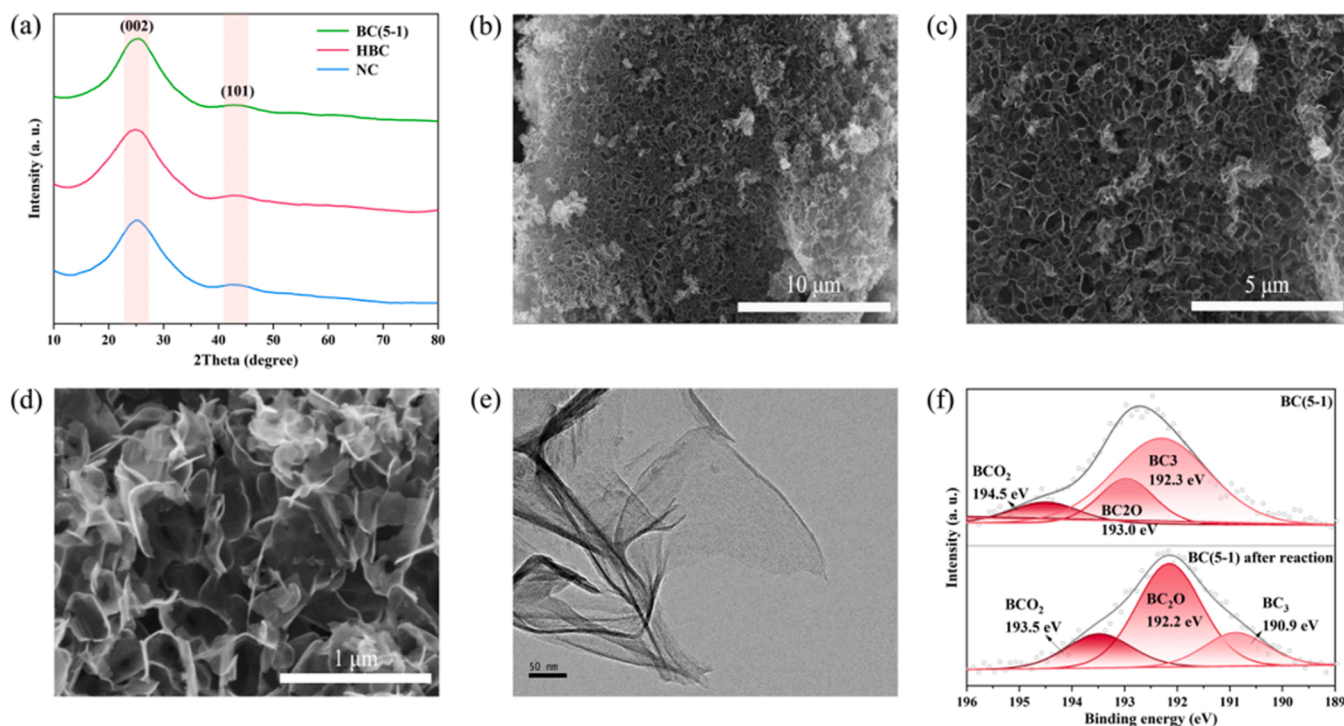 (a)
(002)
(101)
BC(5-1)
HBC
NC
Intensity (a. u.)
10 20 30 40 50 60 70 80
2Theta (degree)
(b)
10 μm
(c)
5 μm
(d)
1 μm
(e)
50 nm
(f)
BC(5-1)
BCO₂
194.5 eV
BC3
192.3 eV
BC2O
193.0 eV
BC(5-1) after reaction
BCO₂
193.5 eV
BC₂O
192.2 eV
BC₃
190.9 eV
Intensity (a. u.)
196 195 194 193 192 191 190 189 188
Binding energy (eV)